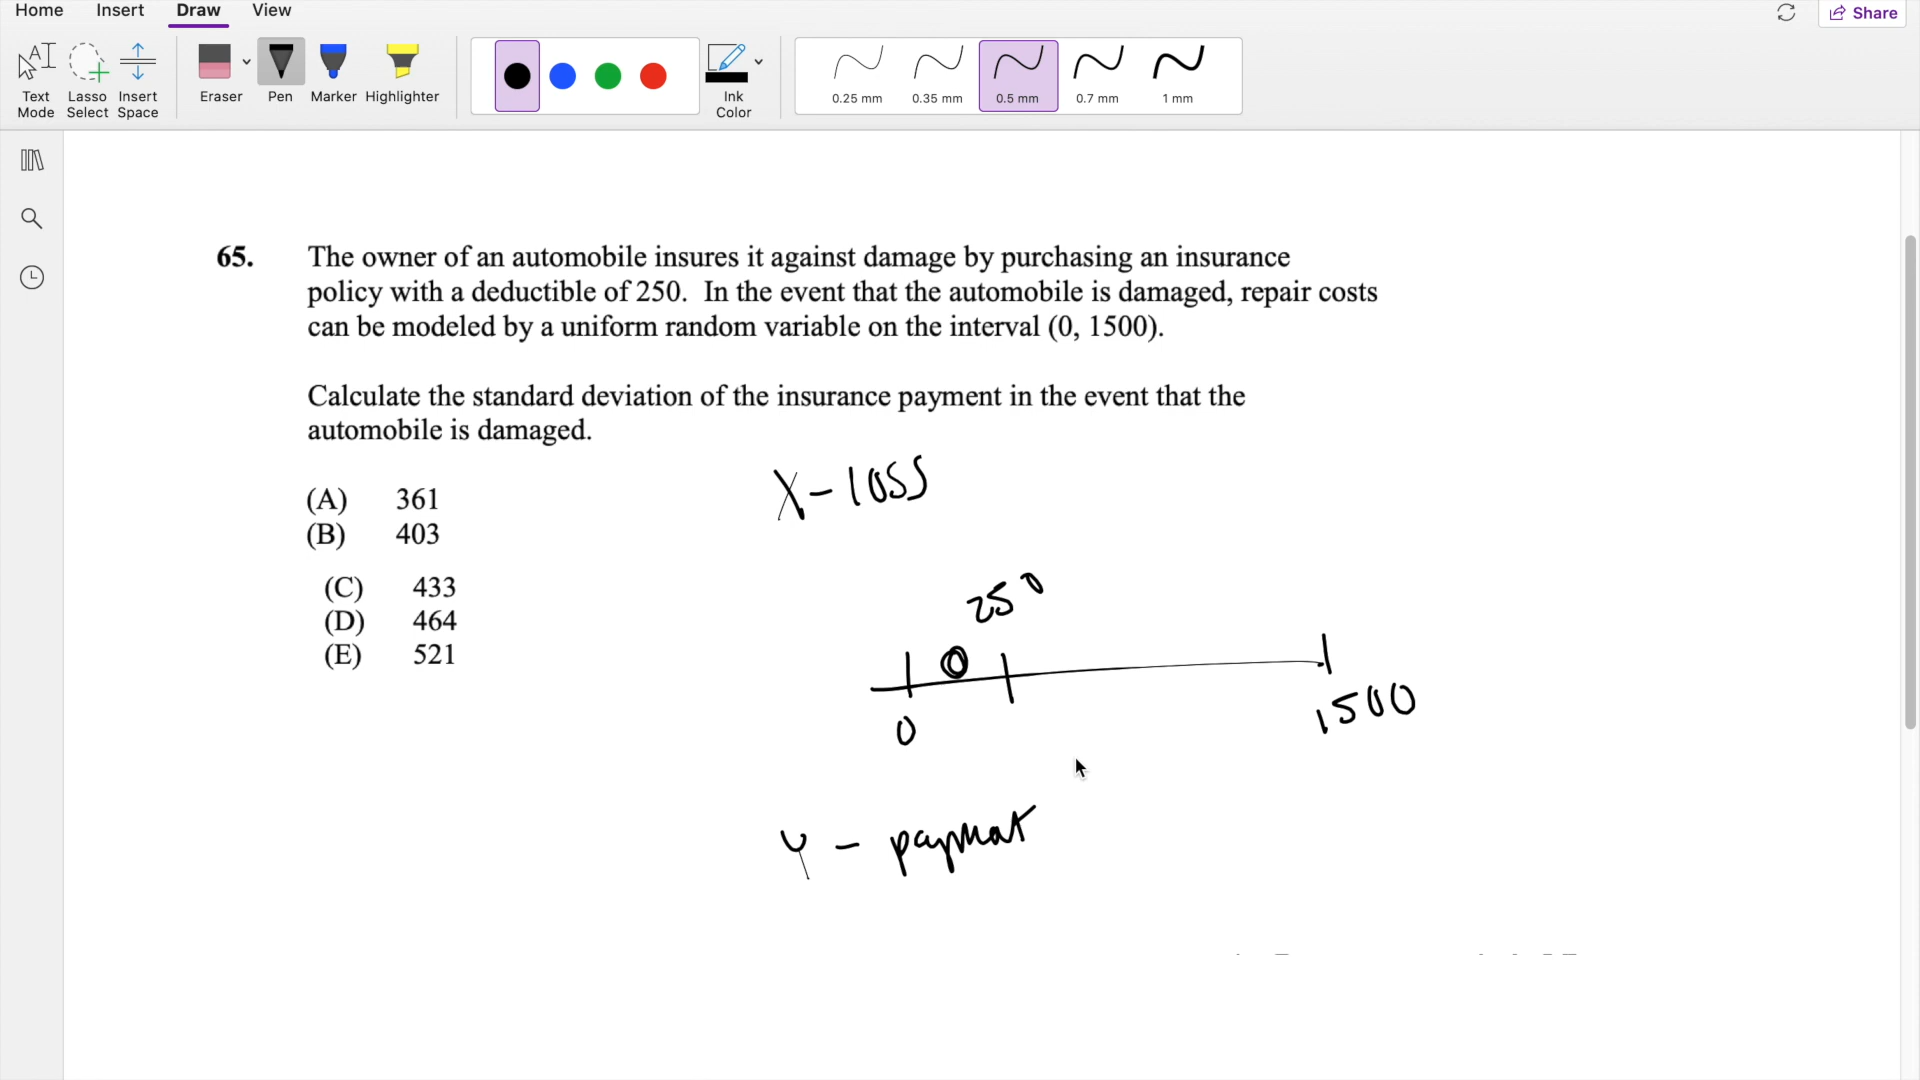 Home Insert Draw View Share
Text Mode Lasso Select Insert Space Eraser Pen Marker Highlighter Ink Color 0.25 mm 0.35 mm 0.5 mm 0.7 mm 1 mm
65. The owner of an automobile insures it against damage by purchasing an insurance
policy with a deductible of 250. In the event that the automobile is damaged, repair costs
can be modeled by a uniform random variable on the interval (0, 1500).
Calculate the standard deviation of the insurance payment in the event that the
automobile is damaged.
(A) 361
(B) 403
(C) 433
(D) 464
(E) 521
X - loss
250
0
0
1500
Y - payment